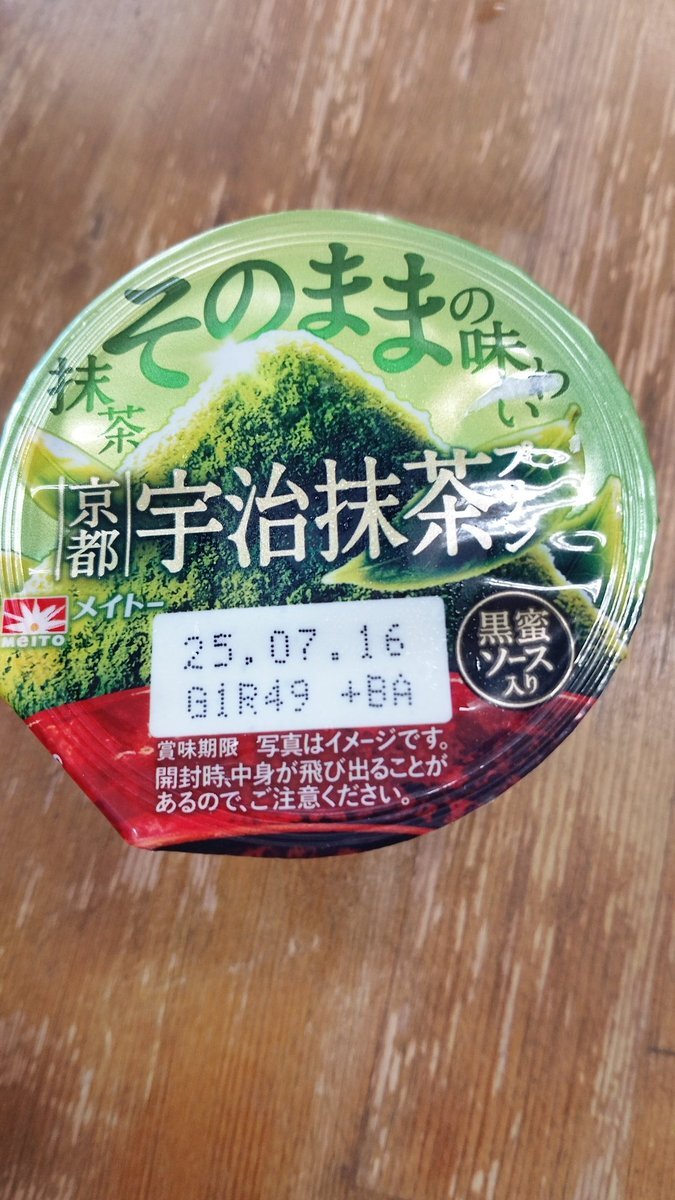 抹茶そのままの味わい
京都 宇治抹茶プリン
MEITO メイトー
25.07.16
G1R49 +BA
黒蜜
ソース
入り
賞味期限 写真はイメージです。
開封時、中身が飛び出ることが
あるので、ご注意ください。